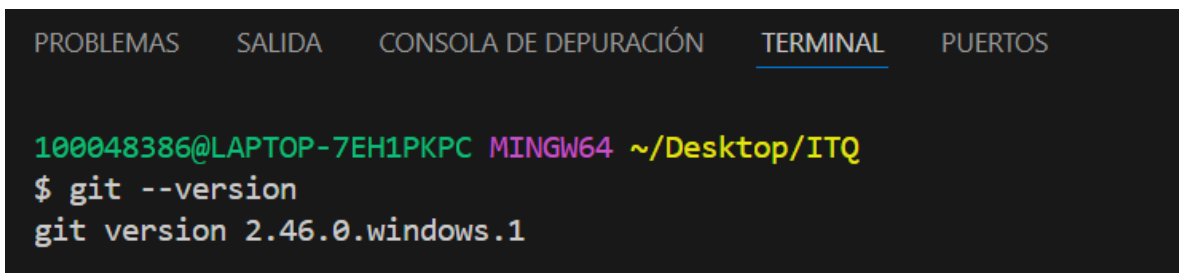 PROBLEMAS SALIDA CONSOLA DE DEPURACIÓN TERMINAL PUERTOS
100048386@LAPTOP-7EH1PKPC MINGW64 ~/Desktop/ITQ
$ git --version
git version 2.46.0.windows.1